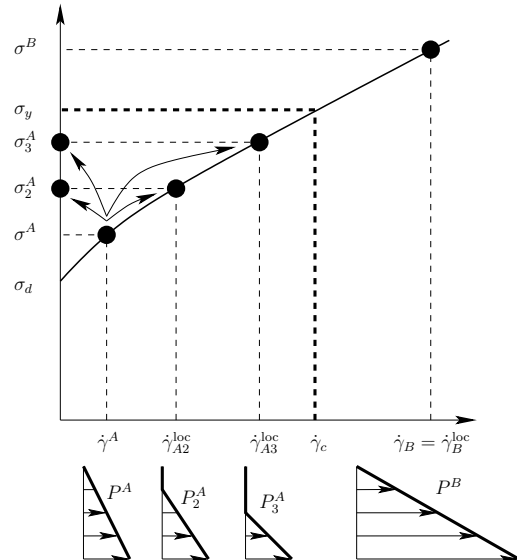 σ^B
σ_y
σ_3^A
σ_2^A
σ^A
σ_d
γ̇^A γ̇_{A2}^{loc} γ̇_{A3}^{loc} γ̇_c γ̇_B = γ̇_B^{loc}
P^A P_2^A P_3^A P^B